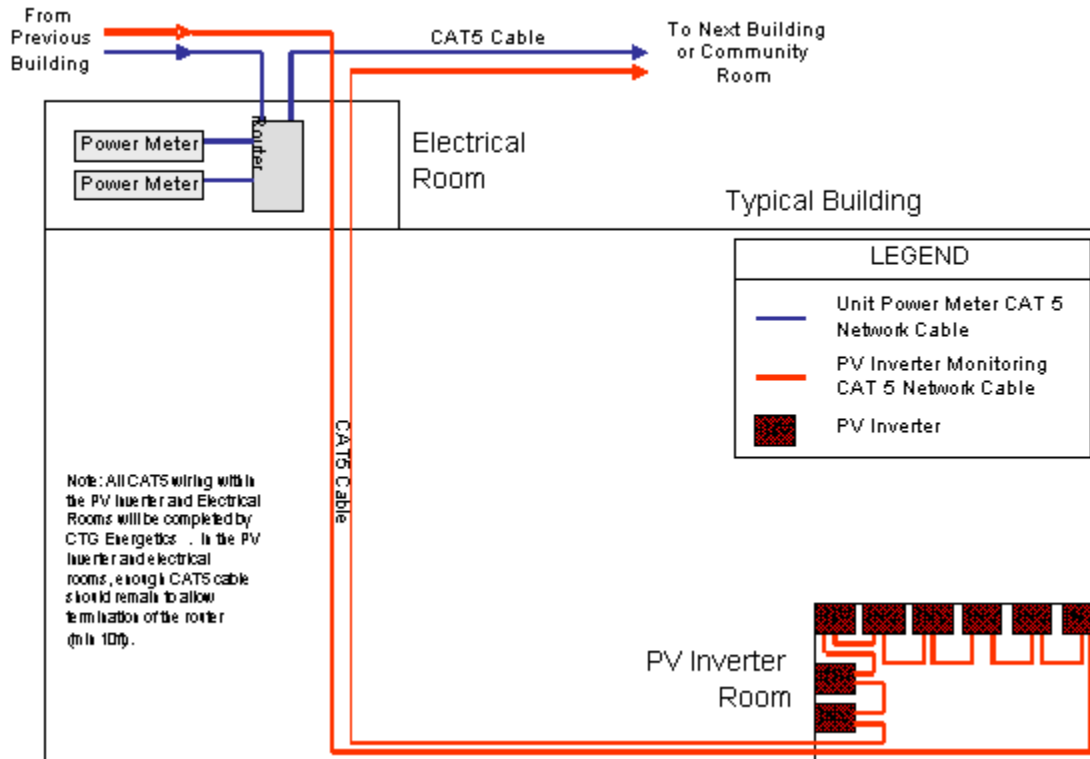 From
Previous
Building
CAT5 Cable
To Next Building
or Community
Room
Power Meter
Power Meter
Router
Electrical
Room
Typical Building
LEGEND
Unit Power Meter CAT 5
Network Cable
PV Inverter Monitoring
CAT 5 Network Cable
PV Inverter
CAT5 Cable
Note: All CAT5 wiring within
the PV Inverter and Electrical
Rooms will be completed by
CTG Energetics . In the PV
Inverter and electrical
rooms, enough CAT5 cable
should remain to allow
termination of the router
(min 10ft).
PV Inverter
Room